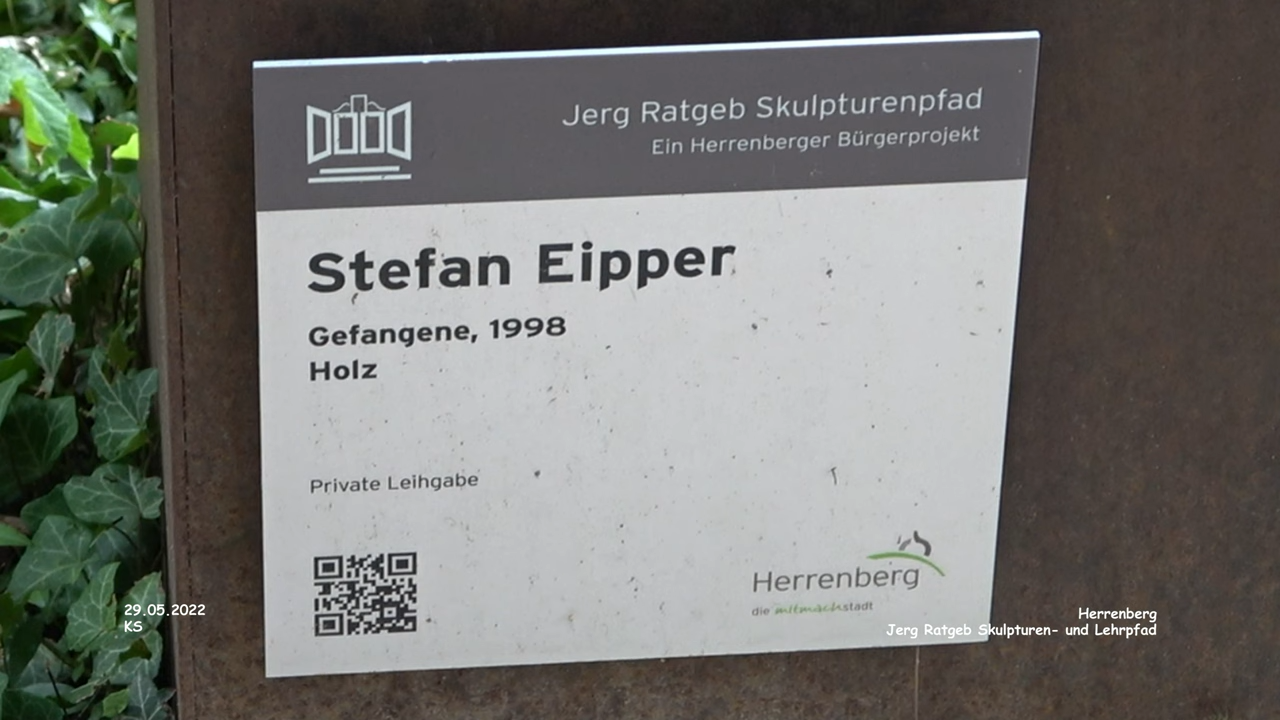 Jerg Ratgeb Skulpturenpfad
Ein Herrenberger Bürgerprojekt
Stefan Eipper
Gefangene, 1998
Holz
Private Leihgabe
Herrenberg
die mitmachstadt
29.05.2022
KS
Herrenberg
Jerg Ratgeb Skulpturen- und Lehrpfad